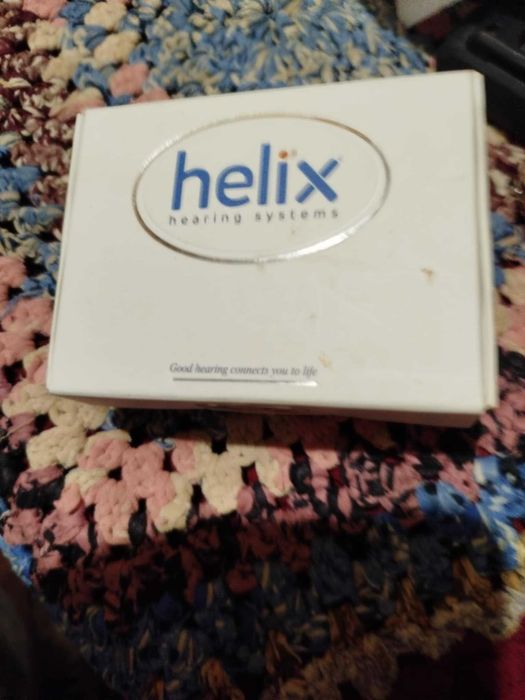 helix
hearing systems
Good hearing connects you to life